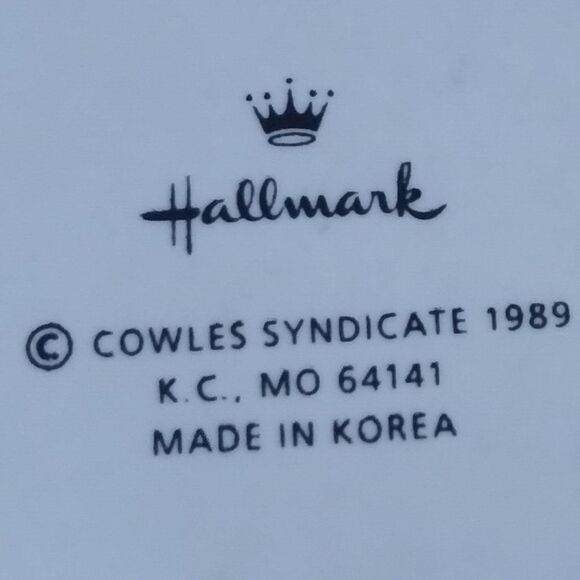 Hallmark
© COWLES SYNDICATE 1989
K.C., MO 64141
MADE IN KOREA